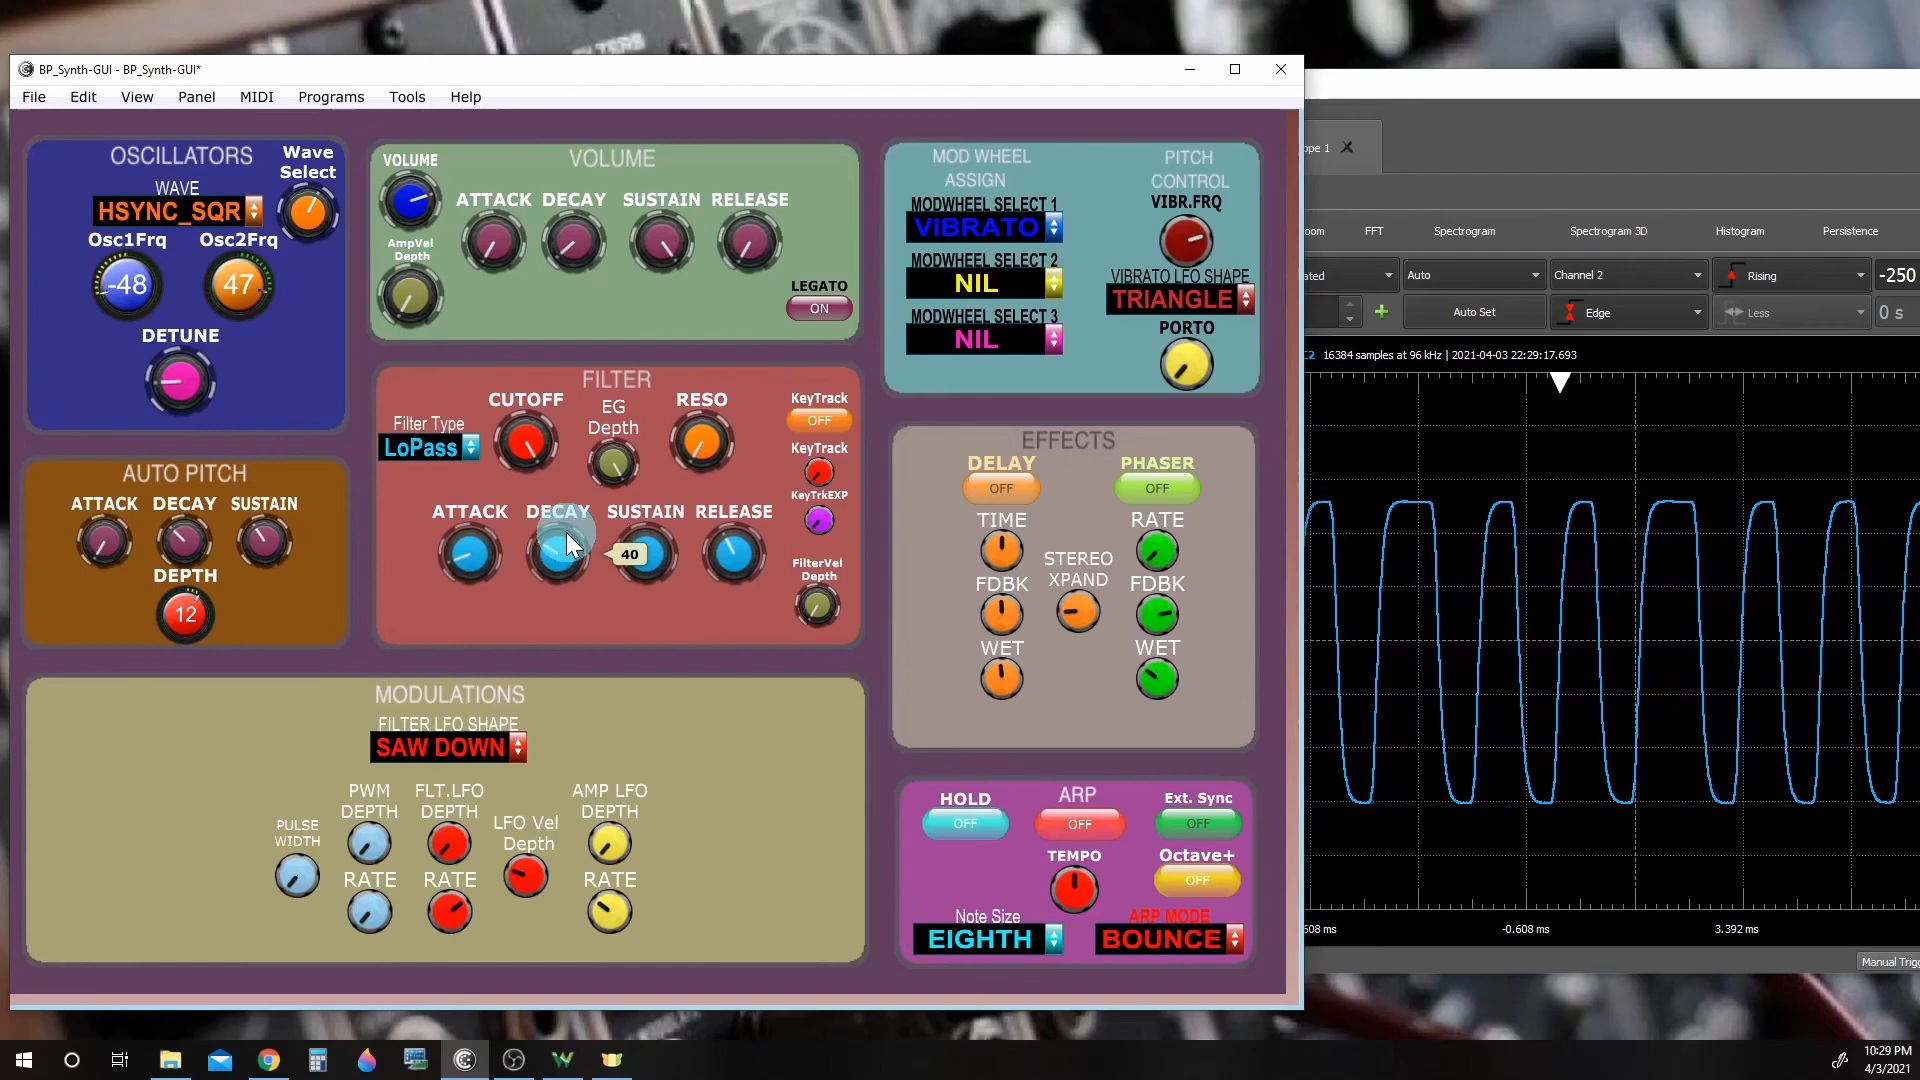 BP_Synth-GUI - BP_Synth-GUI*
File Edit View Panel MIDI Programs Tools Help
OSCILLATORS
Wave
Select
WAVE
HSYNC_SQR
Osc1Frq Osc2Frq
-48 47
DETUNE
VOLUME
VOLUME
ATTACK DECAY SUSTAIN RELEASE
AmpVel
Depth
LEGATO
ON
MOD WHEEL
ASSIGN
MODWHEEL SELECT 1
VIBRATO
MODWHEEL SELECT 2
NIL
MODWHEEL SELECT 3
NIL
PITCH
CONTROL
VIBR.FRQ
VIBRATO LFO SHAPE
TRIANGLE
PORTO
AUTO PITCH
ATTACK DECAY SUSTAIN
DEPTH
12
FILTER
Filter Type
LoPass
CUTOFF
EG
Depth
RESO
KeyTrack
OFF
KeyTrack
KeyTrkEXP
ATTACK DECAY SUSTAIN RELEASE
40
FilterVel
Depth
EFFECTS
DELAY
OFF
TIME
FDBK
WET
STEREO
XPAND
PHASER
OFF
RATE
FDBK
WET
MODULATIONS
FILTER LFO SHAPE
SAW DOWN
PULSE
WIDTH
PWM
DEPTH
RATE
FLT.LFO
DEPTH
RATE
LFO Vel
Depth
AMP LFO
DEPTH
RATE
HOLD
OFF
ARP
OFF
Ext. Sync
OFF
TEMPO
Octave+
OFF
Note Size
EIGHTH
ARP MODE
BOUNCE
ope 1
oom FFT Spectrogram Spectrogram 3D Histogram Persistence
ated Auto Channel 2 Rising -250
Auto Set Edge Less 0 s
C2 16384 samples at 96 kHz | 2021-04-03 22:29:17.693
608 ms -0.608 ms 3.392 ms
Manual Trigg
10:29 PM
4/3/2021